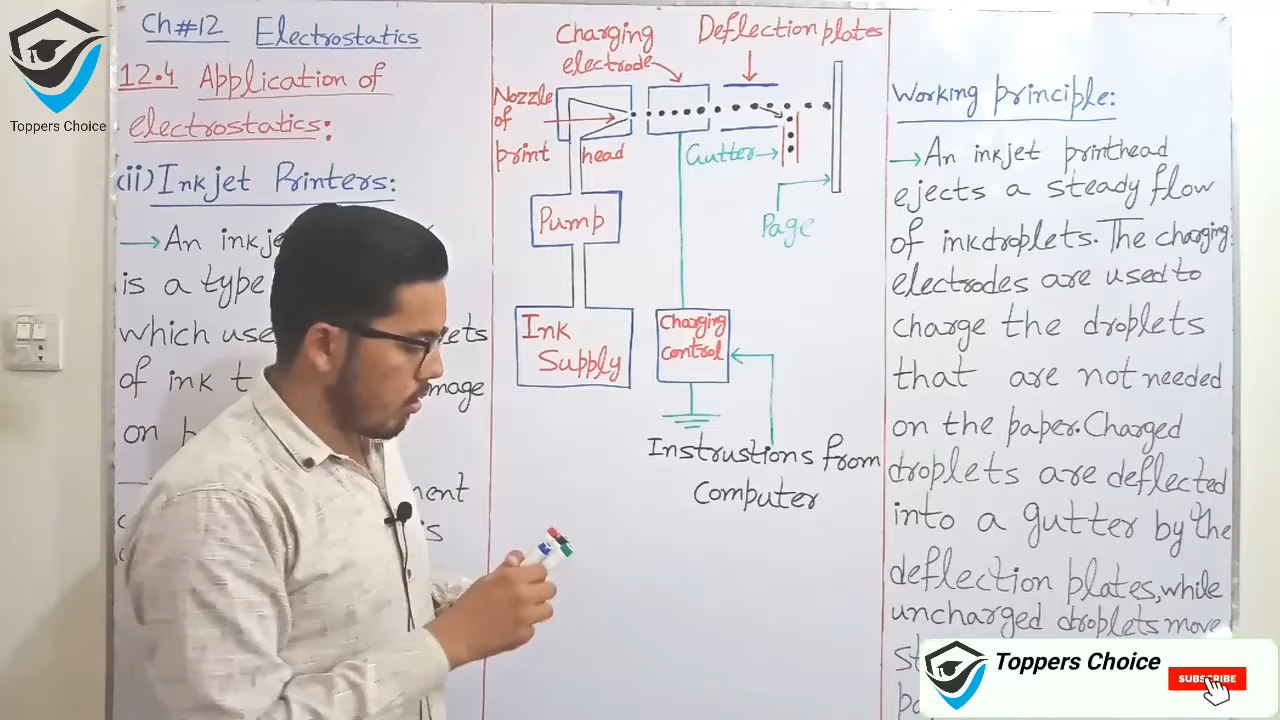 Toppers Choice
Ch#12 Electrostatics
12.4 Application of
electrostatics:
(ii) Inkjet Printers:
→ An
is a type
which
of ink
on
Charging
electrode
Deflection plates
Nozzle
of
print head
Gutter→
Page
Pump
Ink
Supply
Charging
control
Instrustions from
Computer
Working principle:
→ An inkjet printhead
ejects a steady flow
of inkdroplets. The charging
electrodes are used to
charge the droplets
that are not needed
on the paper. Charged
droplets are deflected
into a gutter by the
deflection plates, while
uncharged droplets move
Toppers Choice
SUBSCRIBE